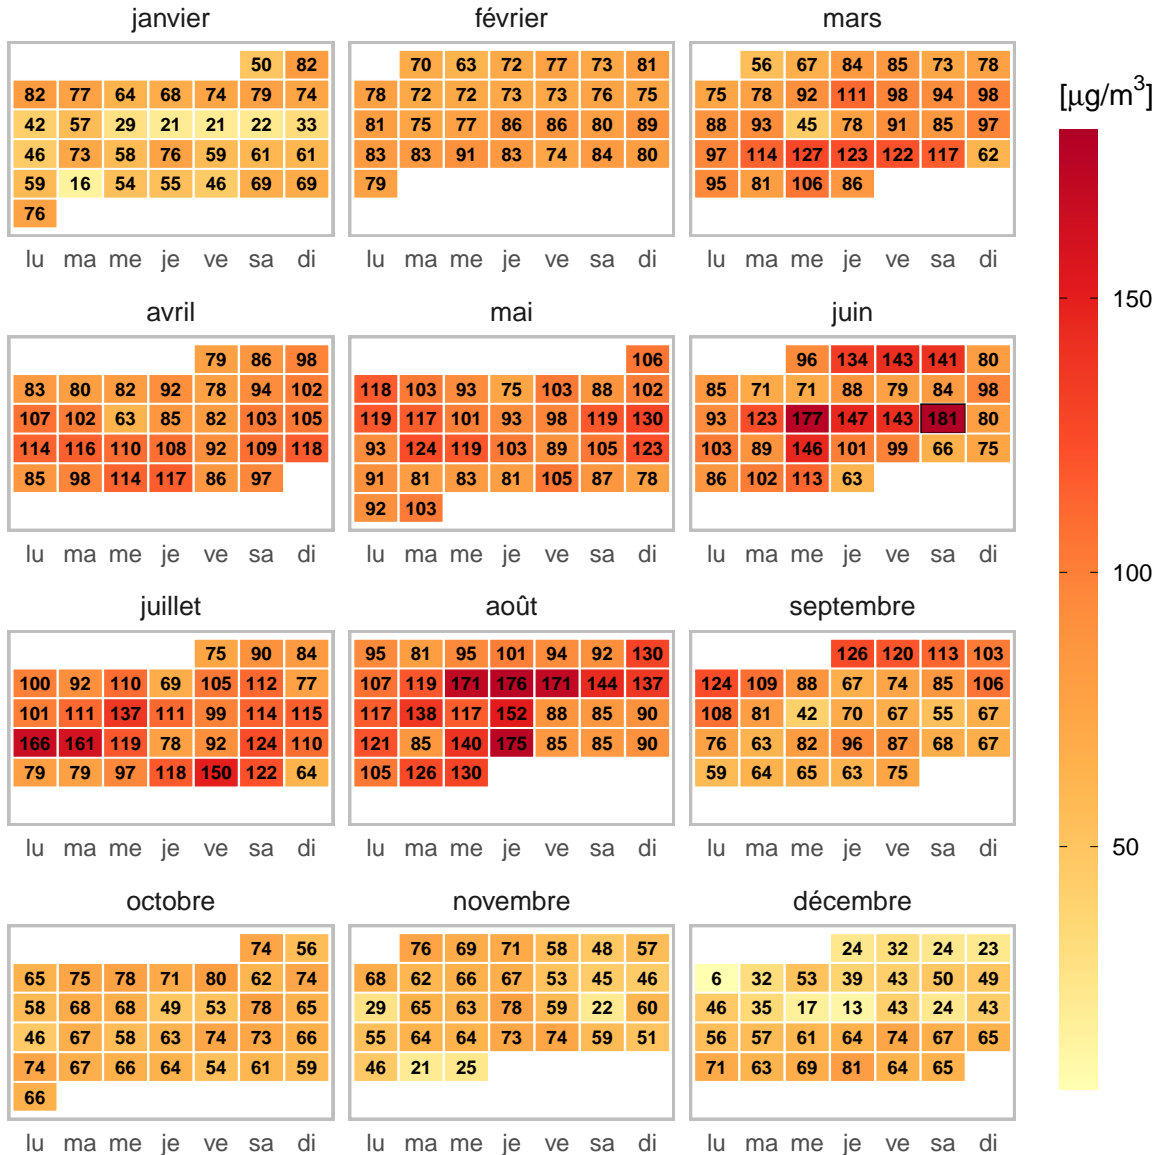 janvier février mars
50 82 70 63 72 77 73 81 56 67 84 85 73 78
82 77 64 68 74 79 74 78 72 72 73 73 76 75 75 78 92 111 98 94 98
42 57 29 21 21 22 33 81 75 77 86 86 80 89 88 93 45 78 91 85 97
46 73 58 76 59 61 61 83 83 91 83 74 84 80 97 114 127 123 122 117 62
59 16 54 55 46 69 69 79 95 81 106 86
76
lu ma me je ve sa di lu ma me je ve sa di lu ma me je ve sa di
avril mai juin
79 86 98 106 96 134 143 141 80
83 80 82 92 78 94 102 118 103 93 75 103 88 102 85 71 71 88 79 84 98
107 102 63 85 82 103 105 119 117 101 93 98 119 130 93 123 177 147 143 181 80
114 116 110 108 92 109 118 93 124 119 103 89 105 123 103 89 146 101 99 66 75
85 98 114 117 86 97 91 81 83 81 105 87 78 86 102 113 63
92 103
lu ma me je ve sa di lu ma me je ve sa di lu ma me je ve sa di
juillet août septembre
75 90 84 95 81 95 101 94 92 130 126 120 113 103
100 92 110 69 105 112 77 107 119 171 176 171 144 137 124 109 88 67 74 85 106
101 111 137 111 99 114 115 117 138 117 152 88 85 90 108 81 42 70 67 55 67
166 161 119 78 92 124 110 121 85 140 175 85 85 90 76 63 82 96 87 68 67
79 79 97 118 150 122 64 105 126 130 59 64 65 63 75
lu ma me je ve sa di lu ma me je ve sa di lu ma me je ve sa di
octobre novembre décembre
74 56 76 69 71 58 48 57 24 32 24 23
65 75 78 71 80 62 74 68 62 66 67 53 45 46 6 32 53 39 43 50 49
58 68 68 49 53 78 65 29 65 63 78 59 22 60 46 35 17 13 43 24 43
46 67 58 63 74 73 66 55 64 64 73 74 59 51 56 57 61 64 74 67 65
74 67 66 64 54 61 59 46 21 25 71 63 69 81 64 65
66
lu ma me je ve sa di lu ma me je ve sa di lu ma me je ve sa di
[µg/m³]
150
100
50